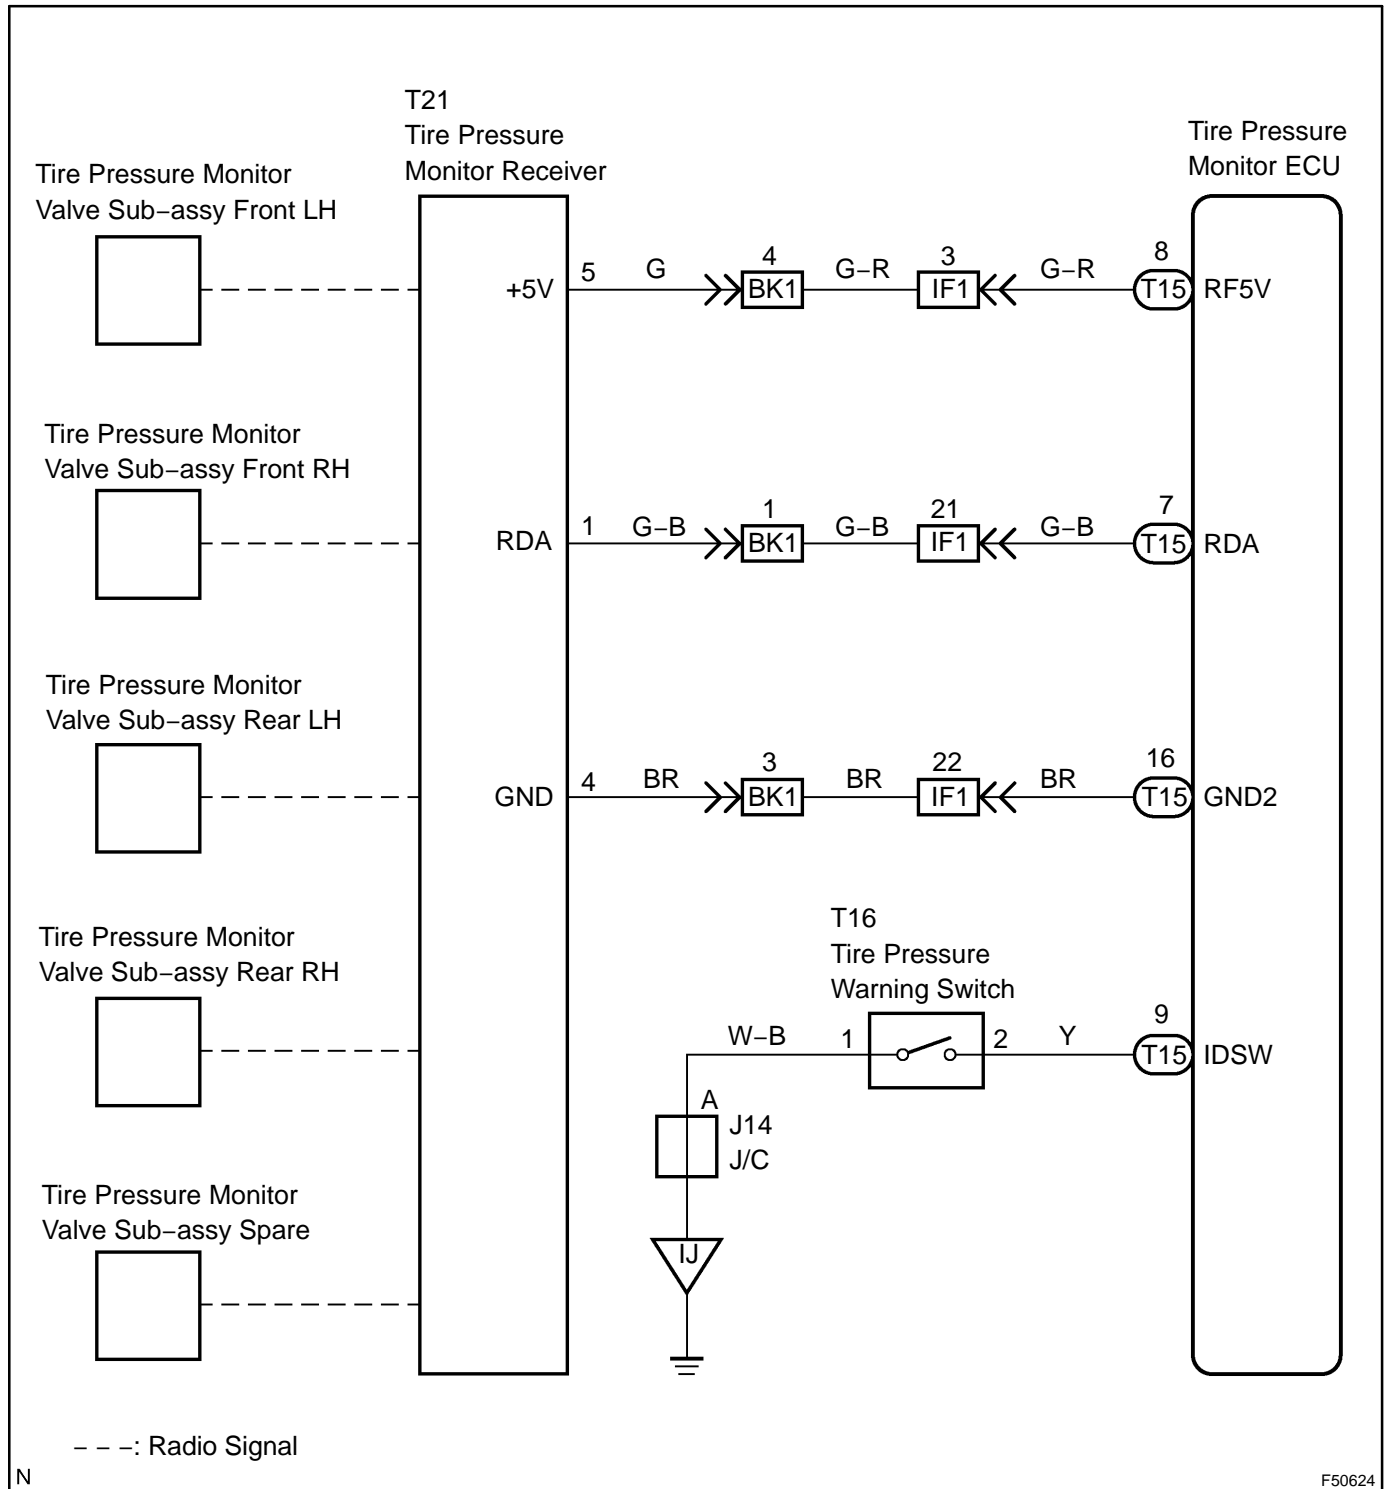 T21
Tire Pressure
Monitor Receiver
Tire Pressure
Monitor ECU
Tire Pressure Monitor
Valve Sub−assy Front LH
+5V
5
G
4
BK1
G−R
3
IF1
G−R
8
T15
RF5V
Tire Pressure Monitor
Valve Sub−assy Front RH
RDA
1
G−B
1
BK1
G−B
21
IF1
G−B
7
T15
RDA
Tire Pressure Monitor
Valve Sub−assy Rear LH
GND
4
BR
3
BK1
BR
22
IF1
BR
16
T15
GND2
Tire Pressure Monitor
Valve Sub−assy Rear RH
T16
Tire Pressure
Warning Switch
W−B
1
2
Y
9
T15
IDSW
A
J14
J/C
IJ
Tire Pressure Monitor
Valve Sub−assy Spare
− − −: Radio Signal
N
F50624